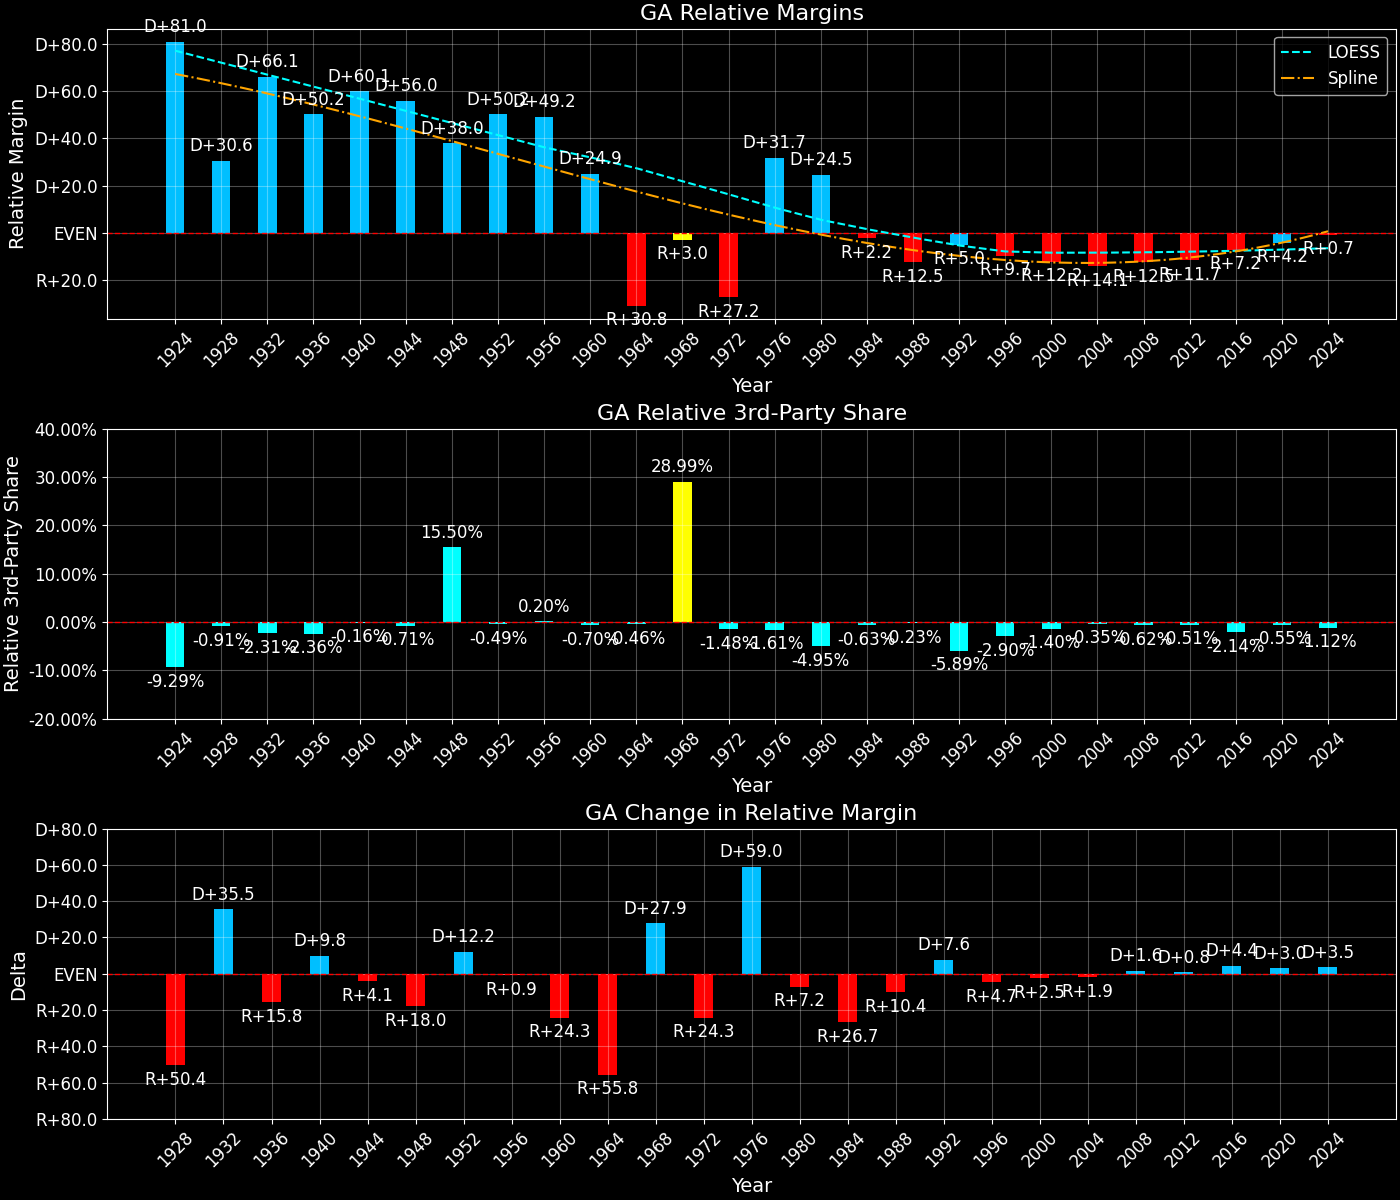 GA Relative Margins
Relative Margin
D+80.0
D+60.0
D+40.0
D+20.0
EVEN
R+20.0
D+81.0
D+30.6
D+66.1
D+50.2
D+60.1
D+56.0
D+38.0
D+50.2
D+49.2
D+24.9
R+30.8
R+3.0
R+27.2
D+31.7
D+24.5
R+2.2
R+12.5
R+5.0
R+9.7
R+12.2
R+14.1
R+12.5
R+11.7
R+7.2
R+4.2
R+0.7
LOESS
Spline
1924 1928 1932 1936 1940 1944 1948 1952 1956 1960 1964 1968 1972 1976 1980 1984 1988 1992 1996 2000 2004 2008 2012 2016 2020 2024
Year
GA Relative 3rd-Party Share
Relative 3rd-Party Share
40.00%
30.00%
20.00%
10.00%
0.00%
-10.00%
-20.00%
-9.29%
-0.91%
-2.31%
-2.36%
-0.16%
-0.71%
15.50%
-0.49%
0.20%
-0.70%
-0.46%
28.99%
-1.48%
-1.61%
-4.95%
-0.63%
-0.23%
-5.89%
-2.90%
-1.40%
-0.35%
-0.62%
-0.51%
-2.14%
-0.55%
-1.12%
1924 1928 1932 1936 1940 1944 1948 1952 1956 1960 1964 1968 1972 1976 1980 1984 1988 1992 1996 2000 2004 2008 2012 2016 2020 2024
Year
GA Change in Relative Margin
Delta
D+80.0
D+60.0
D+40.0
D+20.0
EVEN
R+20.0
R+40.0
R+60.0
R+80.0
R+50.4
D+35.5
R+15.8
D+9.8
R+4.1
R+18.0
D+12.2
R+0.9
R+24.3
R+55.8
D+27.9
R+24.3
D+59.0
R+7.2
R+26.7
R+10.4
D+7.6
R+4.7
R+2.5
R+1.9
D+1.6
D+0.8
D+4.4
D+3.0
D+3.5
1928 1932 1936 1940 1944 1948 1952 1956 1960 1964 1968 1972 1976 1980 1984 1988 1992 1996 2000 2004 2008 2012 2016 2020 2024
Year